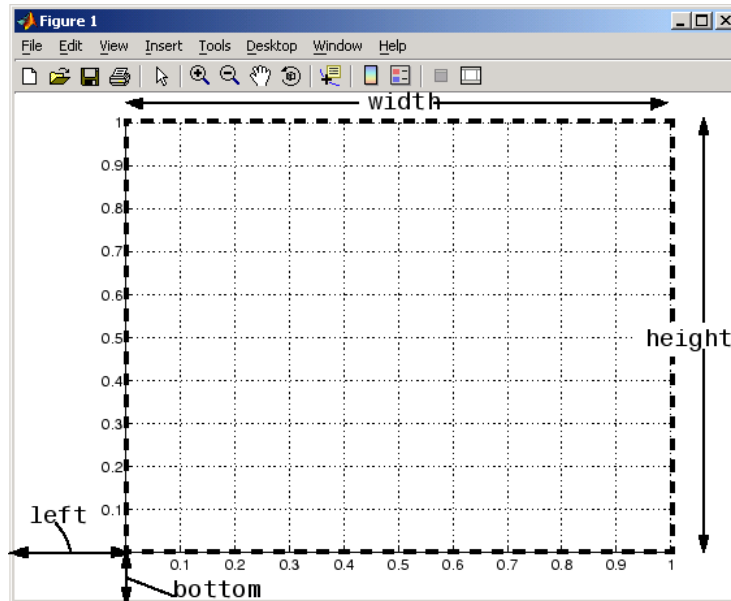 Figure 1
File Edit View Insert Tools Desktop Window Help
width
1
0.9
0.8
0.7
0.6
0.5
height
0.4
0.3
0.2
0.1
left
0.1 0.2 0.3 0.4 0.5 0.6 0.7 0.8 0.9 1
bottom